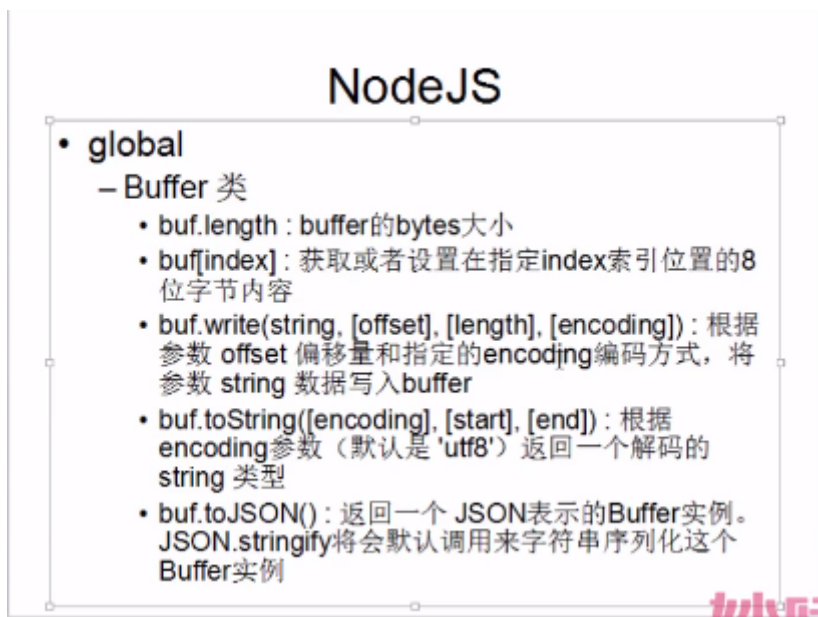 NodeJS
• global
– Buffer 类
• buf.length : buffer的bytes大小
• buf[index] : 获取或者设置在指定index索引位置的8
位字节内容
• buf.write(string, [offset], [length], [encoding]) : 根据
参数 offset 偏移量和指定的encoding编码方式，将
参数 string 数据写入buffer
• buf.toString([encoding], [start], [end]) : 根据
encoding参数（默认是 'utf8'）返回一个解码的
string 类型
• buf.toJSON() : 返回一个 JSON表示的Buffer实例。
JSON.stringify将会默认调用来字符串序列化这个
Buffer实例